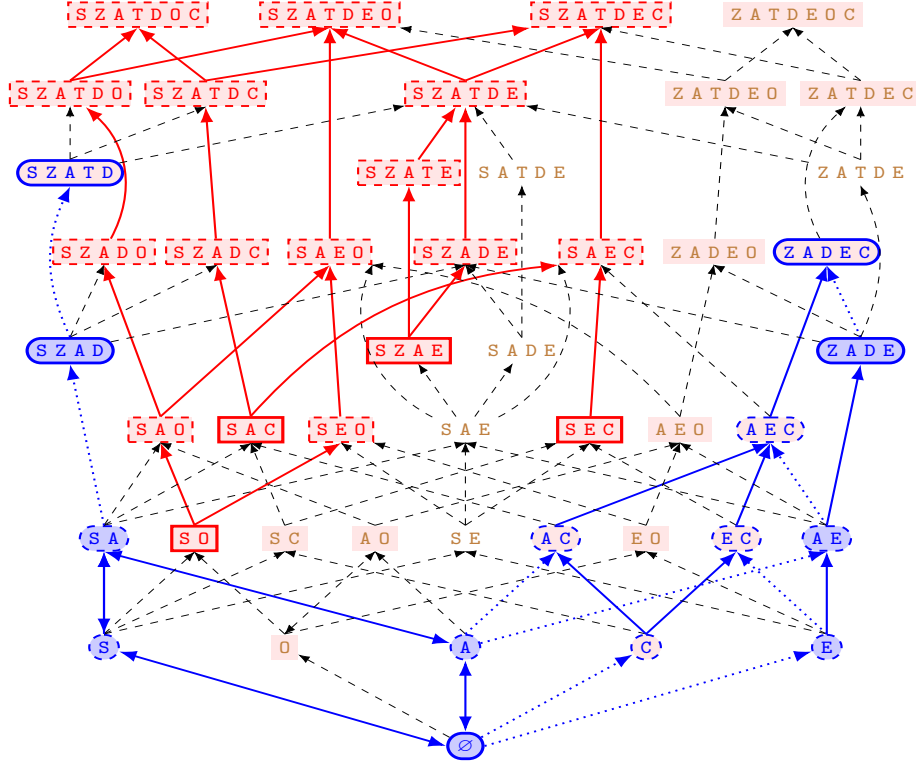 S Z A T D O C   S Z A T D E O   S Z A T D E C   Z A T D E O C
S Z A T D O   S Z A T D C   S Z A T D E   Z A T D E O   Z A T D E C
S Z A T D   S Z A T E   S A T D E   Z A T D E
S Z A D O   S Z A D C   S A E O   S Z A D E   S A E C   Z A D E O   Z A D E C
S Z A D   S Z A E   S A D E   Z A D E
S A O   S A C   S E O   S A E   S E C   A E O   A E C
S A   S O   S C   A O   S E   A C   E O   E C   A E
S   O   A   C   E
∅